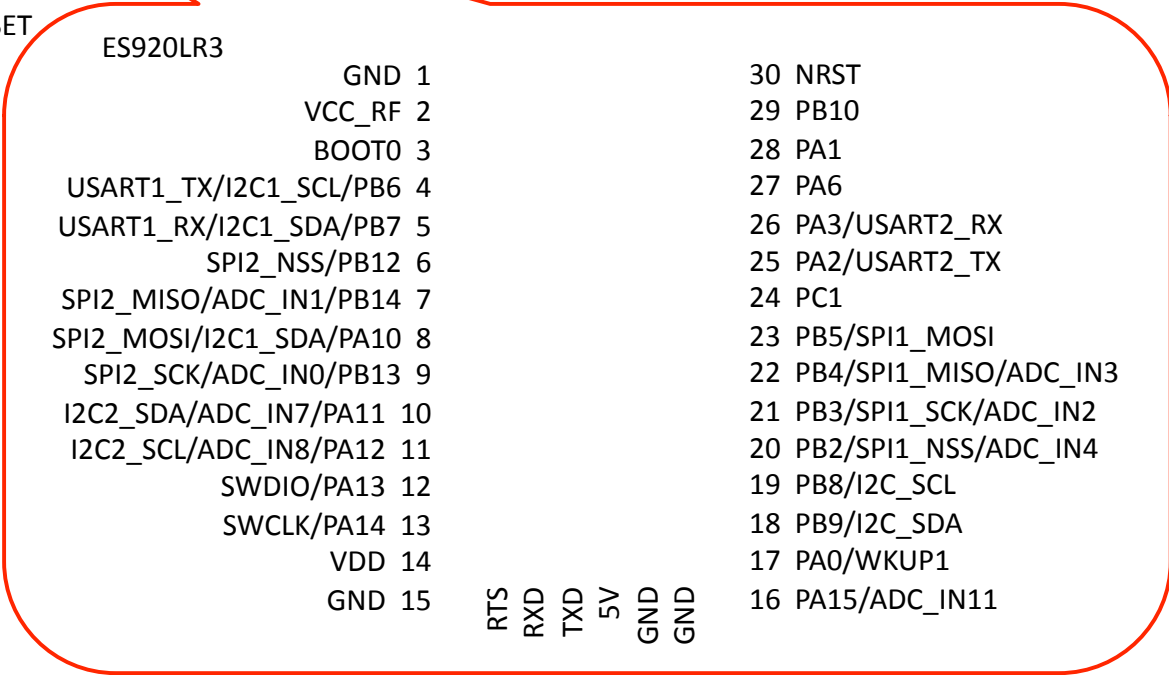 ES920LR3
GND 1
VCC_RF 2
BOOT0 3
USART1_TX/I2C1_SCL/PB6 4
USART1_RX/I2C1_SDA/PB7 5
SPI2_NSS/PB12 6
SPI2_MISO/ADC_IN1/PB14 7
SPI2_MOSI/I2C1_SDA/PA10 8
SPI2_SCK/ADC_IN0/PB13 9
I2C2_SDA/ADC_IN7/PA11 10
I2C2_SCL/ADC_IN8/PA12 11
SWDIO/PA13 12
SWCLK/PA14 13
VDD 14
GND 15
RTS
RXD
TXD
5V
GND
GND
30 NRST
29 PB10
28 PA1
27 PA6
26 PA3/USART2_RX
25 PA2/USART2_TX
24 PC1
23 PB5/SPI1_MOSI
22 PB4/SPI1_MISO/ADC_IN3
21 PB3/SPI1_SCK/ADC_IN2
20 PB2/SPI1_NSS/ADC_IN4
19 PB8/I2C_SCL
18 PB9/I2C_SDA
17 PA0/WKUP1
16 PA15/ADC_IN11